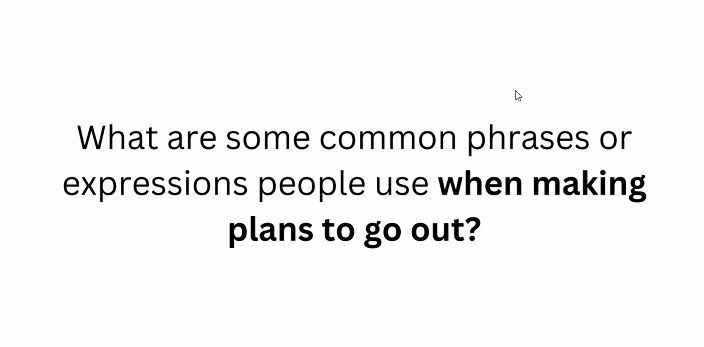 What are some common phrases or
expressions people use when making
plans to go out?